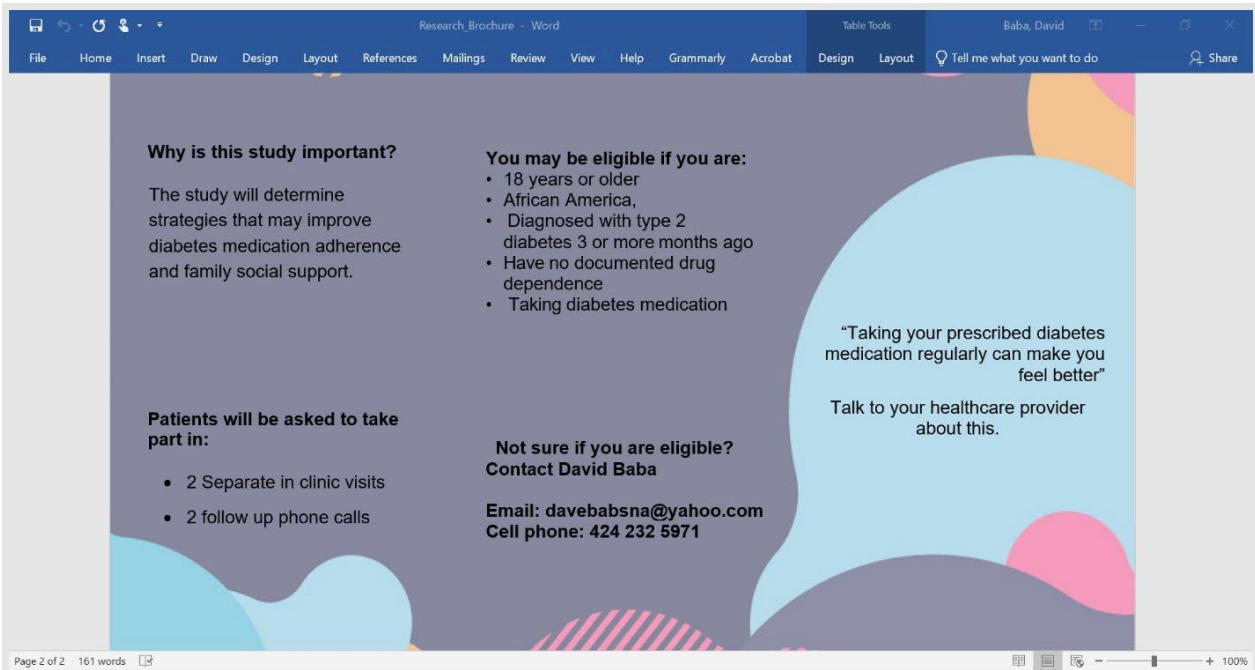 Research_Brochure - Word
Table Tools
Baba, David
File Home Insert Draw Design Layout References Mailings Review View Help Grammarly Acrobat Design Layout Tell me what you want to do Share
Why is this study important?
The study will determine
strategies that may improve
diabetes medication adherence
and family social support.
Patients will be asked to take
part in:
• 2 Separate in clinic visits
• 2 follow up phone calls
You may be eligible if you are:
• 18 years or older
• African America,
• Diagnosed with type 2
diabetes 3 or more months ago
• Have no documented drug
dependence
• Taking diabetes medication
Not sure if you are eligible?
Contact David Baba
Email: davebabsna@yahoo.com
Cell phone: 424 232 5971
“Taking your prescribed diabetes
medication regularly can make you
feel better”
Talk to your healthcare provider
about this.
Page 2 of 2 161 words
100%